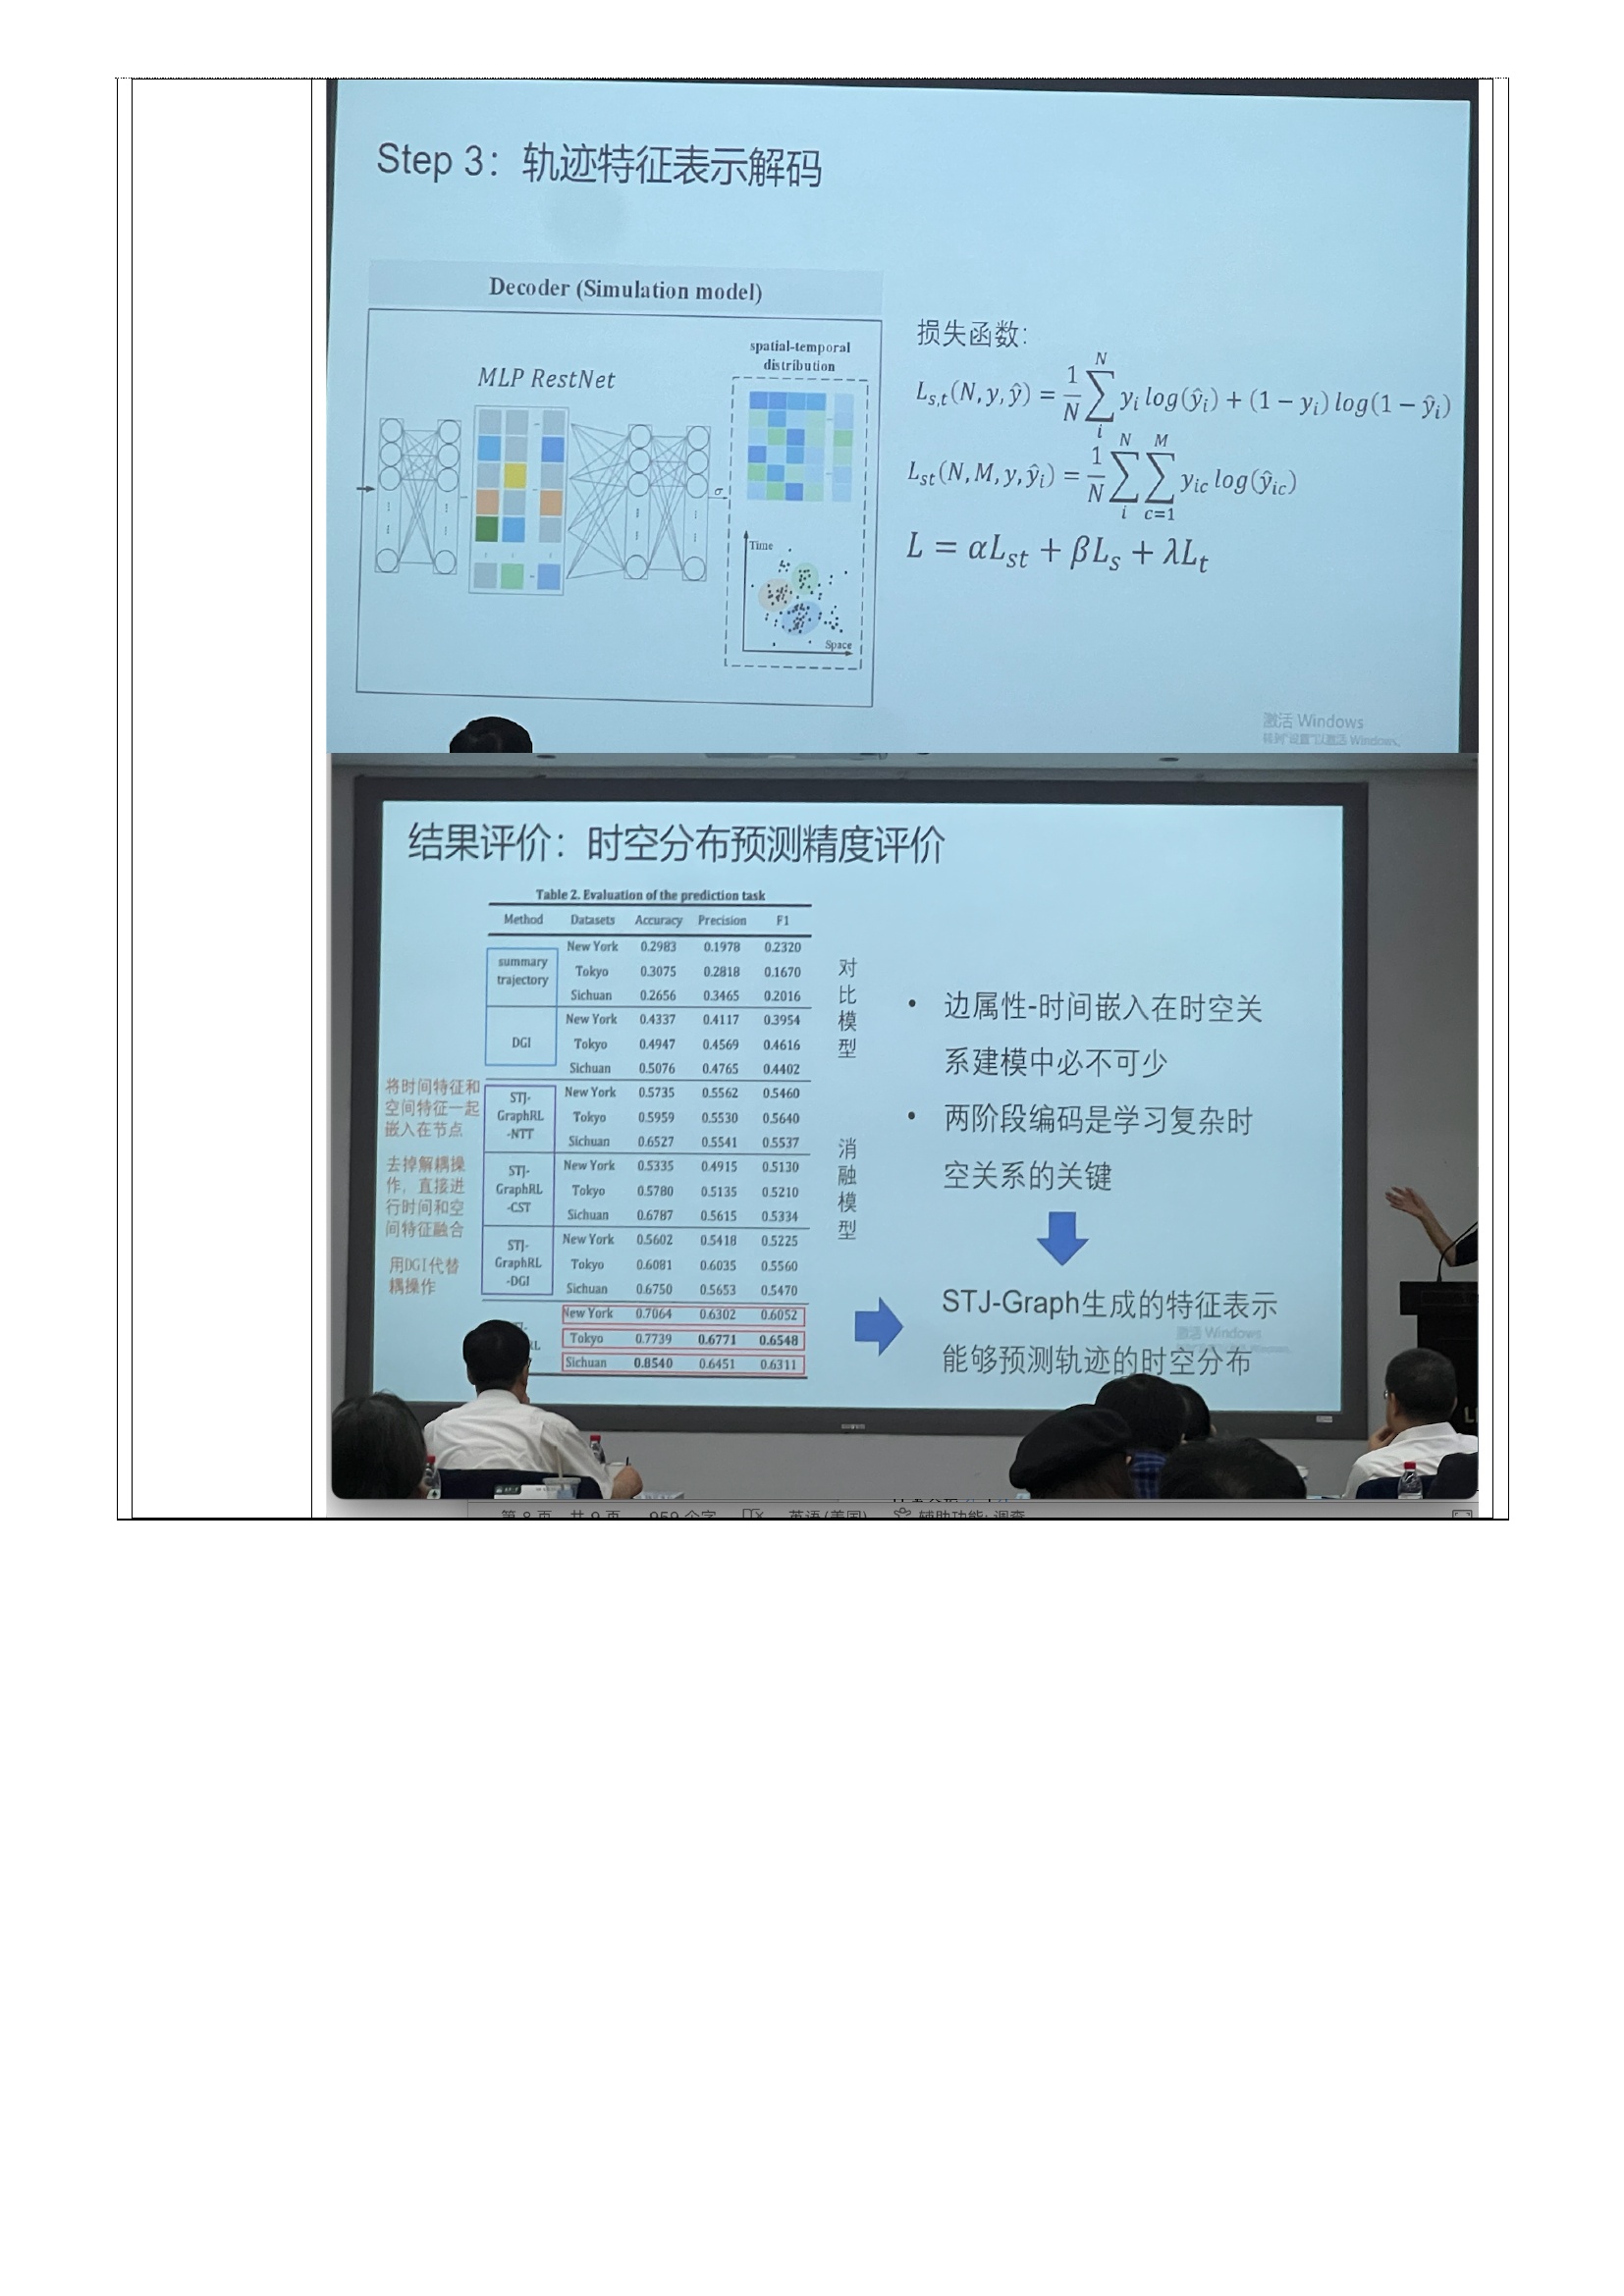 Step 3：轨迹特征表示解码
Decoder (Simulation model)
MLP RestNet
spatial-temporal
distribution
σ
Time
Space
损失函数：
L_{s,t}(N, y, ŷ) = \frac{1}{N} \sum_{i}^{N} y_i log(ŷ_i) + (1 − y_i) log(1 − ŷ_i)
L_{st}(N, M, y, ŷ_i) = \frac{1}{N} \sum_{i}^{N} \sum_{c=1}^{M} y_{ic} log(ŷ_{ic})
L = αL_{st} + βL_s + λL_t
激活 Windows
转到"设置"以激活 Windows。
结果评价：时空分布预测精度评价
Table 2. Evaluation of the prediction task
Method Datasets Accuracy Precision F1
summary
trajectory
New York 0.2983 0.1978 0.2320
Tokyo 0.3075 0.2818 0.1670
Sichuan 0.2656 0.3465 0.2016
DGI
New York 0.4337 0.4117 0.3954
Tokyo 0.4947 0.4569 0.4616
Sichuan 0.5076 0.4765 0.4402
STJ-
GraphRL
-NTT
New York 0.5735 0.5562 0.5460
Tokyo 0.5959 0.5530 0.5640
Sichuan 0.6527 0.5541 0.5537
STJ-
GraphRL
-CST
New York 0.5335 0.4915 0.5130
Tokyo 0.5780 0.5135 0.5210
Sichuan 0.6787 0.5615 0.5334
STJ-
GraphRL
-DGI
New York 0.5602 0.5418 0.5225
Tokyo 0.6081 0.6035 0.5560
Sichuan 0.6750 0.5653 0.5470
New York 0.7064 0.6302 0.6052
Tokyo 0.7739 0.6771 0.6548
Sichuan 0.8540 0.6451 0.6311
将时间特征和
空间特征一起
嵌入在节点
去掉解耦操
作，直接进
行时间和空
间特征融合
用DGI代替
耦操作
对比模型
消融模型
• 边属性-时间嵌入在时空关
系建模中必不可少
• 两阶段编码是学习复杂时
空关系的关键
STJ-Graph生成的特征表示
能够预测轨迹的时空分布
激活 Windows
第 8 页，共 9 页 959 个字 英语(美国) 辅助功能: 调查